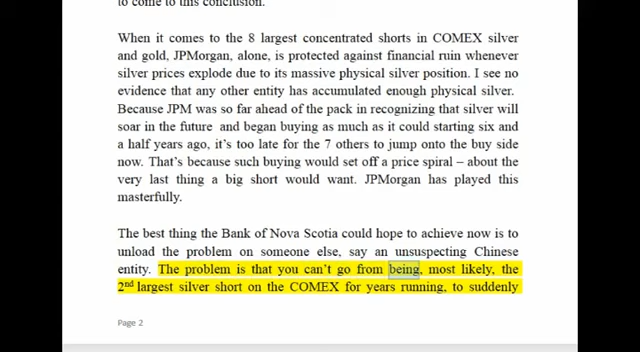 to come to this conclusion.
When it comes to the 8 largest concentrated shorts in COMEX silver
and gold, JPMorgan, alone, is protected against financial ruin whenever
silver prices explode due to its massive physical silver position. I see no
evidence that any other entity has accumulated enough physical silver.
Because JPM was so far ahead of the pack in recognizing that silver will
soar in the future and began buying as much as it could starting six and
a half years ago, it's too late for the 7 others to jump onto the buy side
now. That's because such buying would set off a price spiral – about the
very last thing a big short would want. JPMorgan has played this
masterfully.
The best thing the Bank of Nova Scotia could hope to achieve now is to
unload the problem on someone else, say an unsuspecting Chinese
entity. The problem is that you can't go from being, most likely, the
2nd largest silver short on the COMEX for years running, to suddenly
Page 2